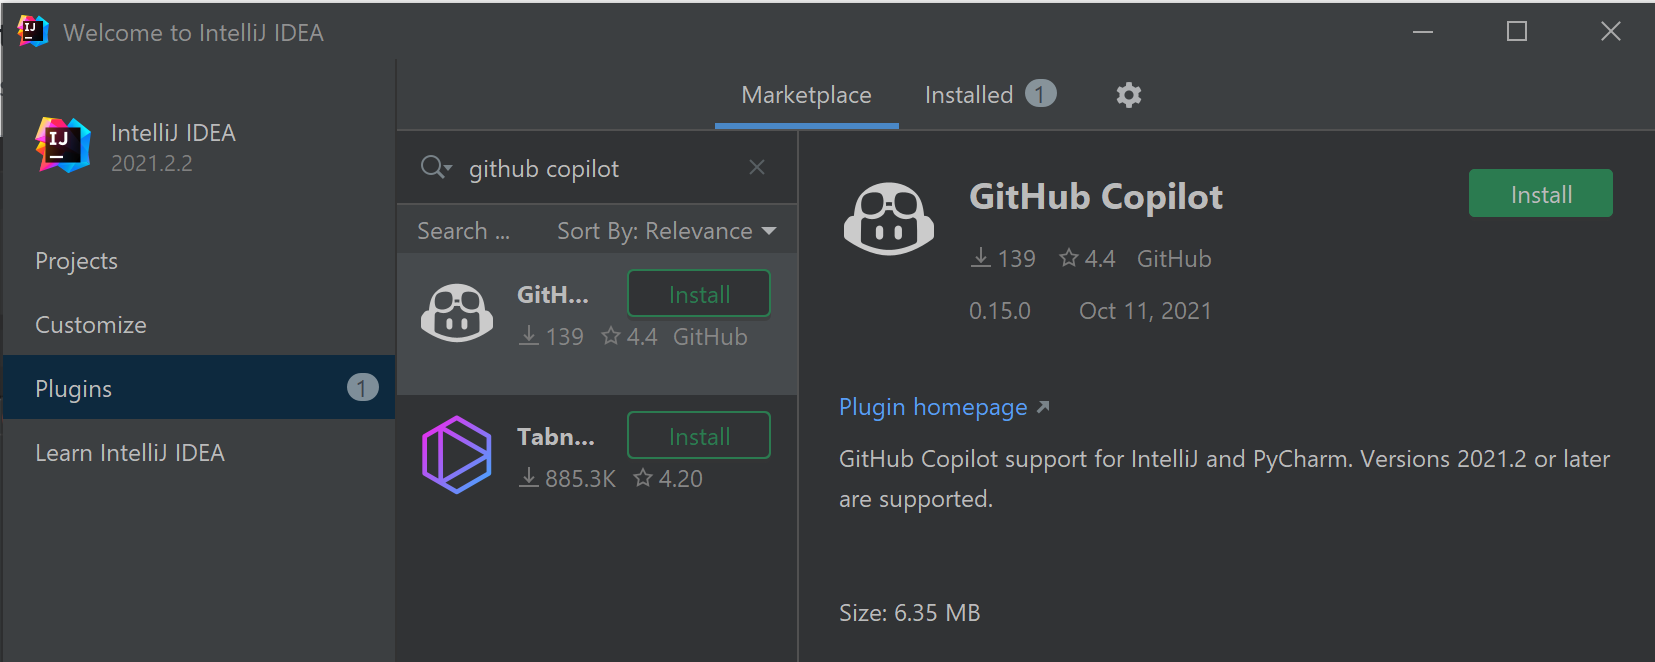 Welcome to IntelliJ IDEA
IJ
IntelliJ IDEA
2021.2.2
Projects
Customize
Plugins 1
Learn IntelliJ IDEA
Marketplace Installed 1
github copilot
Search ... Sort By: Relevance
GitH... Install
139 4.4 GitHub
Tabn... Install
885.3K 4.20
GitHub Copilot Install
139 4.4 GitHub
0.15.0 Oct 11, 2021
Plugin homepage
GitHub Copilot support for IntelliJ and PyCharm. Versions 2021.2 or later
are supported.
Size: 6.35 MB